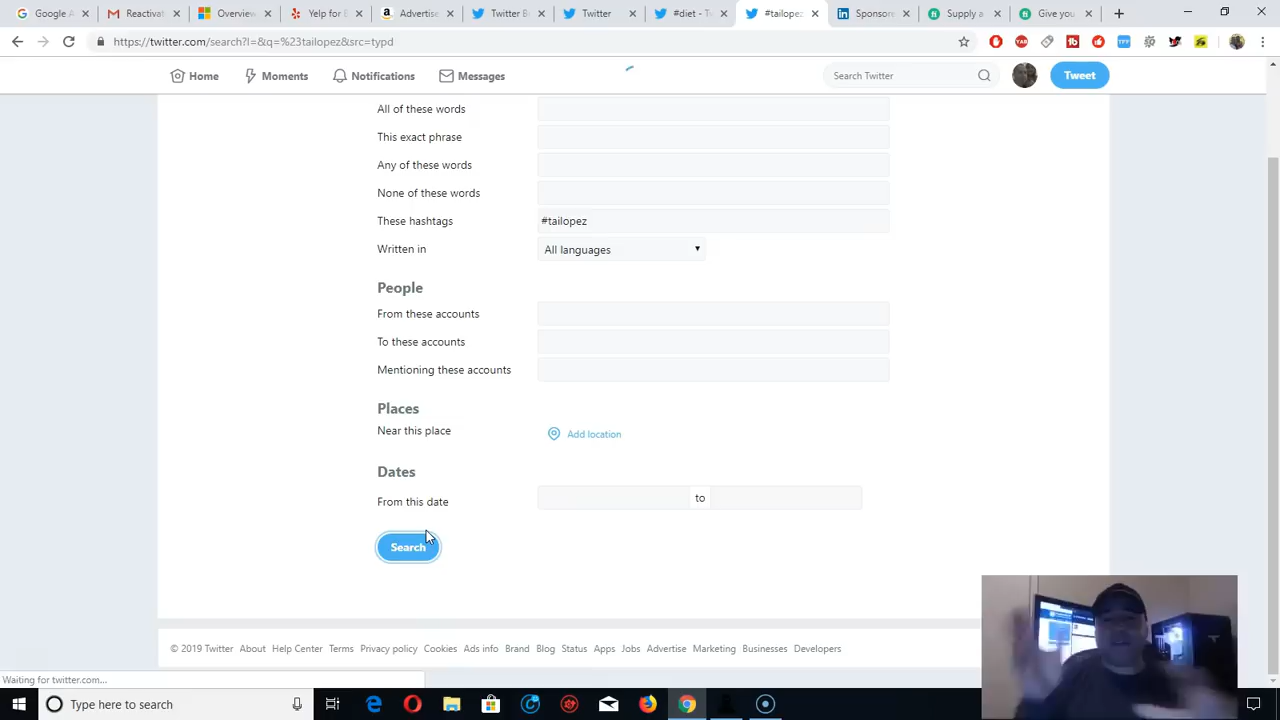 Google A
Reactivat
Overview
Yelp for E
Advertise
Twitter B
Twitter
#diet - Tw
#tailopez
Sponsore
Supply a
Give you
https://twitter.com/search?l=&q=%23tailopez&src=typd
Home
Moments
Notifications
Messages
Search Twitter
Tweet
All of these words
This exact phrase
Any of these words
None of these words
These hashtags #tailopez
Written in All languages
People
From these accounts
To these accounts
Mentioning these accounts
Places
Near this place Add location
Dates
From this date to
Search
© 2019 Twitter About Help Center Terms Privacy policy Cookies Ads info Brand Blog Status Apps Jobs Advertise Marketing Businesses Developers
Waiting for twitter.com...
Type here to search